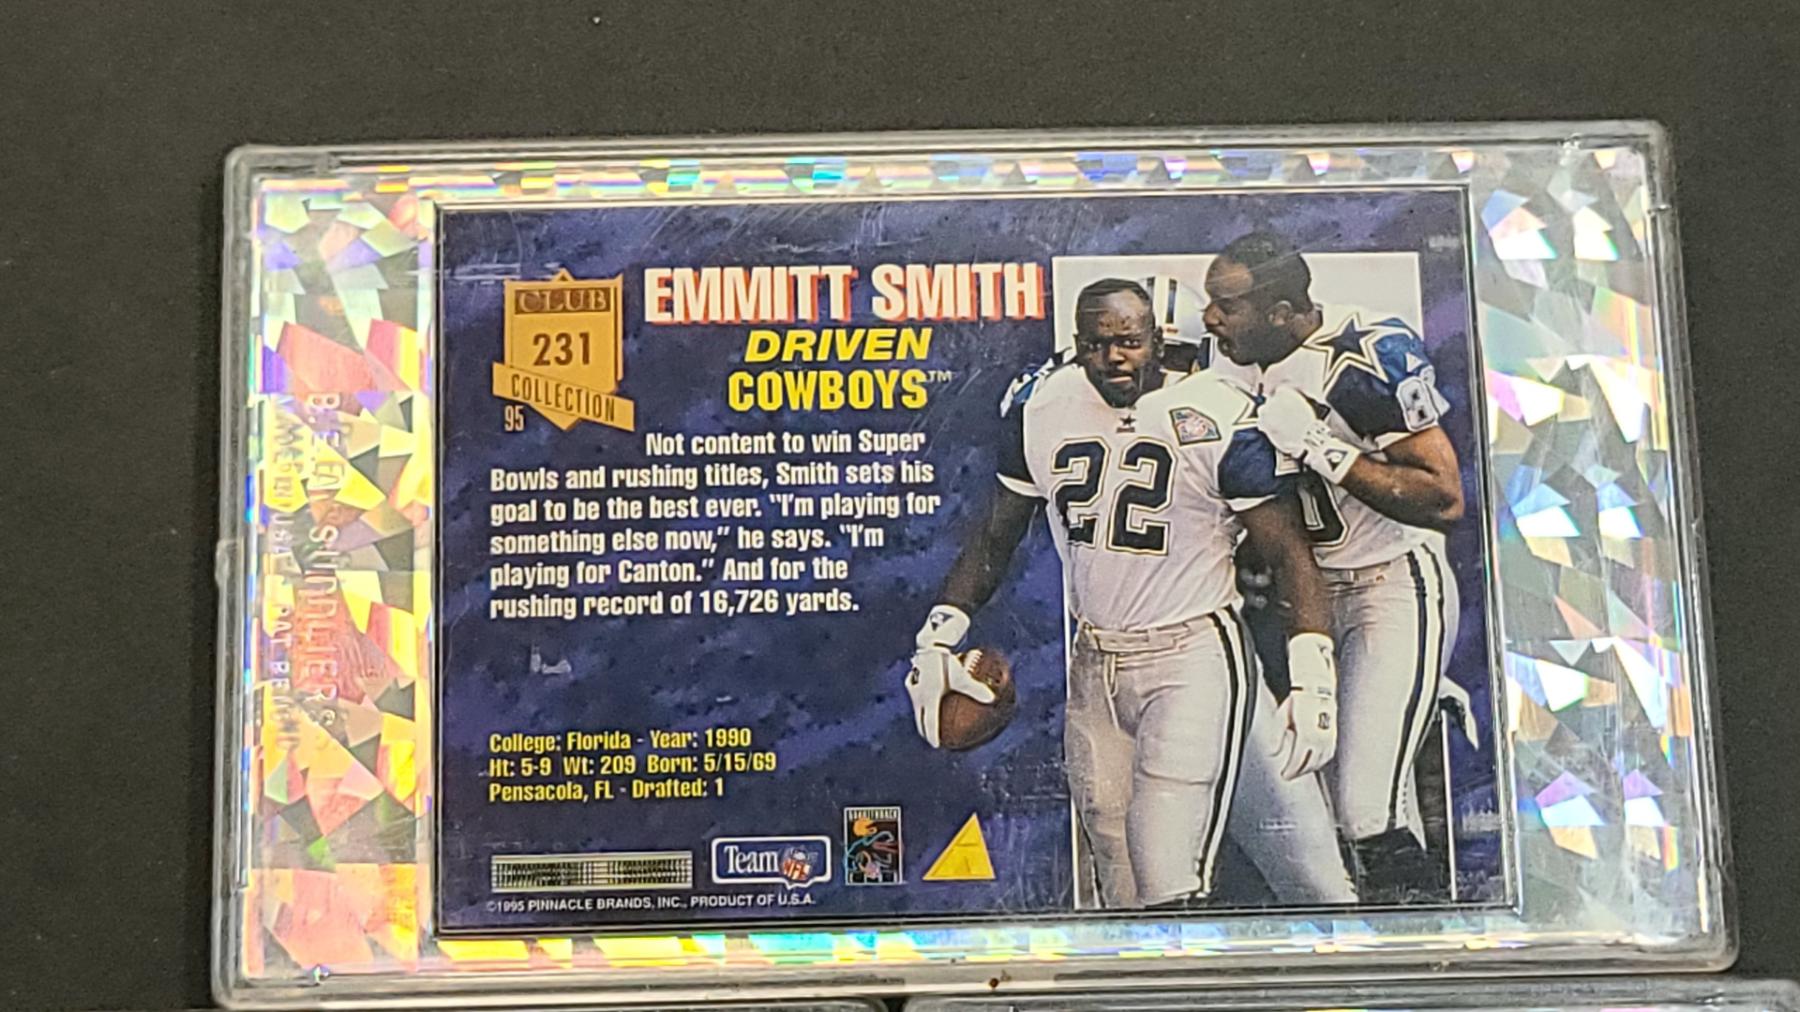 CLUB
231
COLLECTION
95
EMMITT SMITH
DRIVEN
COWBOYS™
Not content to win Super
Bowls and rushing titles, Smith sets his
goal to be the best ever. "I'm playing for
something else now," he says. "I'm
playing for Canton." And for the
rushing record of 16,726 yards.
22
College: Florida - Year: 1990
Ht: 5-9 Wt: 209 Born: 5/15/69
Pensacola, FL - Drafted: 1
Team NFL
QUARTERBACK
©1995 PINNACLE BRANDS, INC., PRODUCT OF U.S.A.